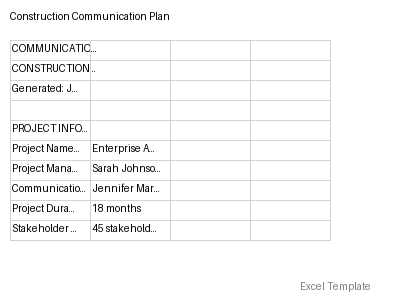 Construction Communication Plan
COMMUNICATIC...
CONSTRUCTION...
Generated: J...
PROJECT INFO...
Project Name... Enterprise A...
Project Mana... Sarah Johnso...
Communicatio... Jennifer Mar...
Project Dura... 18 months
Stakeholder ... 45 stakehold...
Excel Template